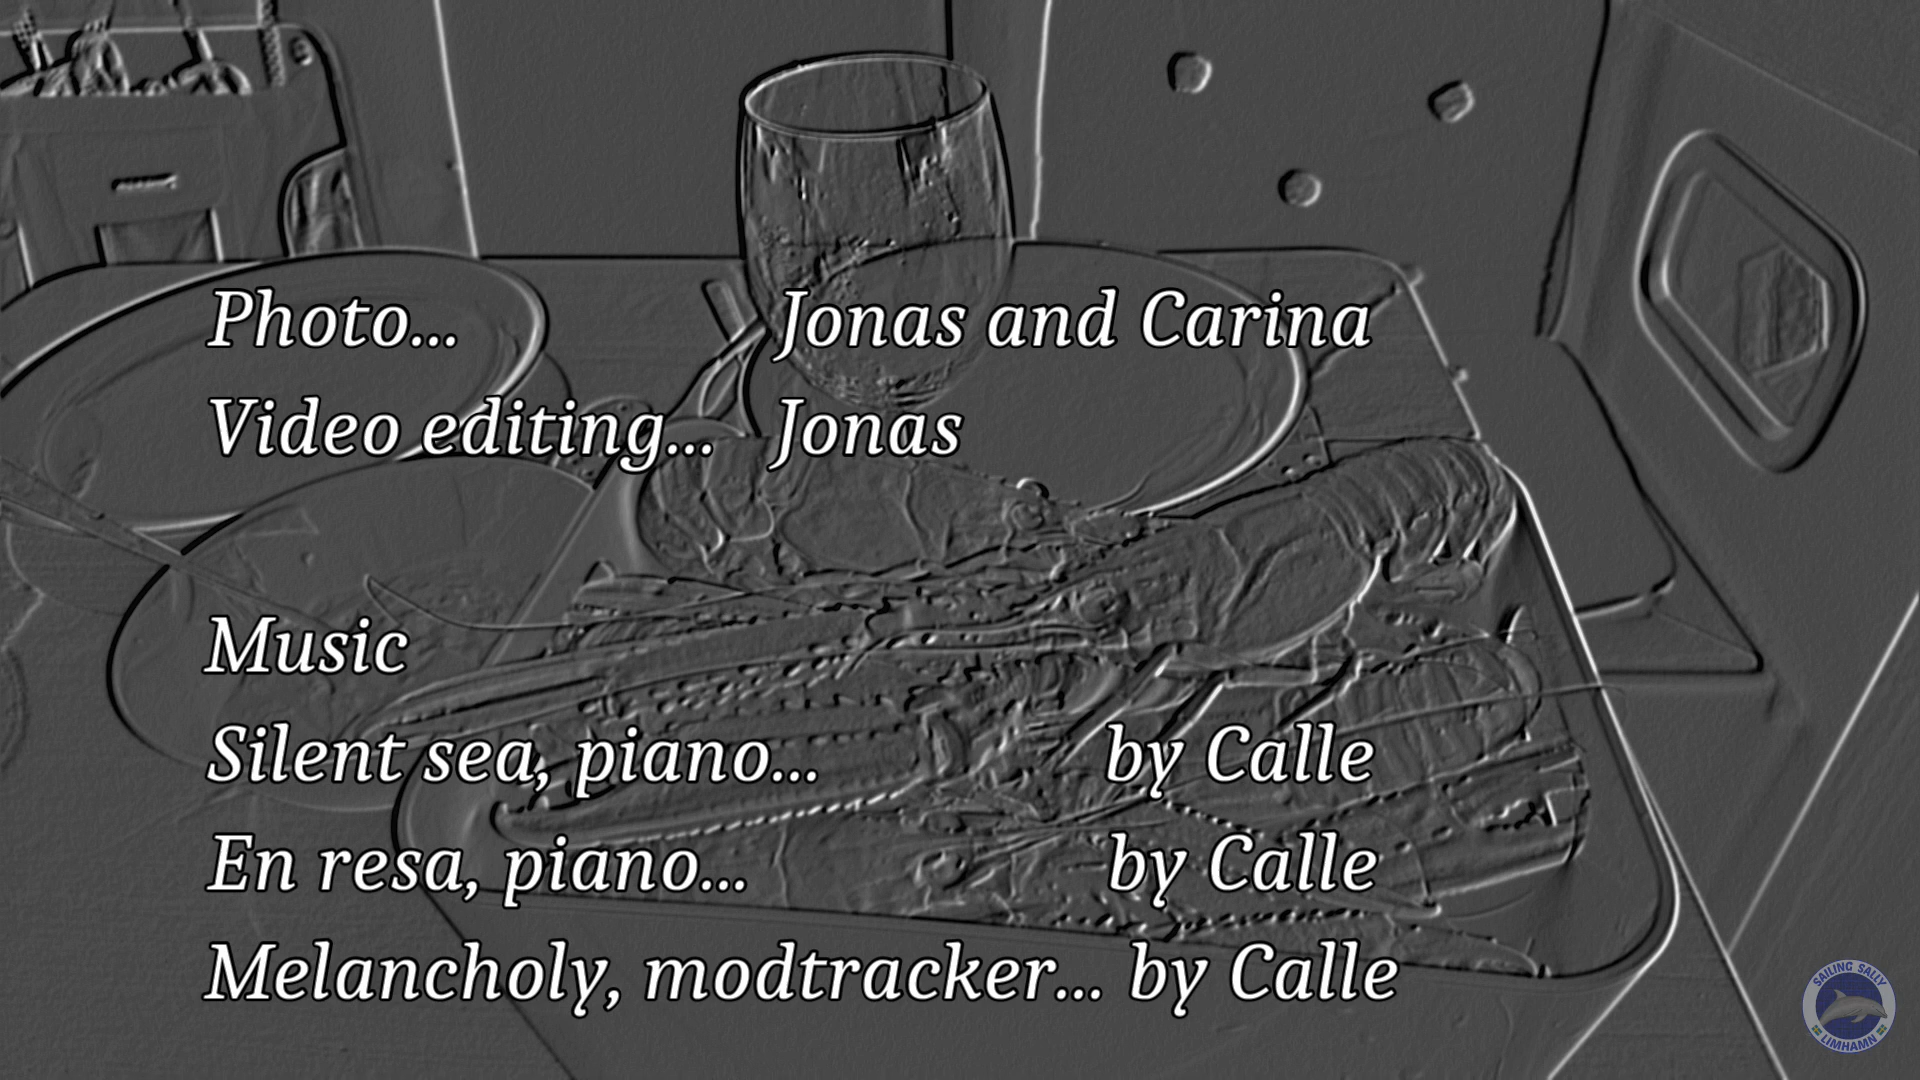 Photo... Jonas and Carina
Video editing... Jonas
Music
Silent sea, piano... by Calle
En resa, piano... by Calle
Melancholy, modtracker... by Calle
SAILING SALLY
LIMHAMN